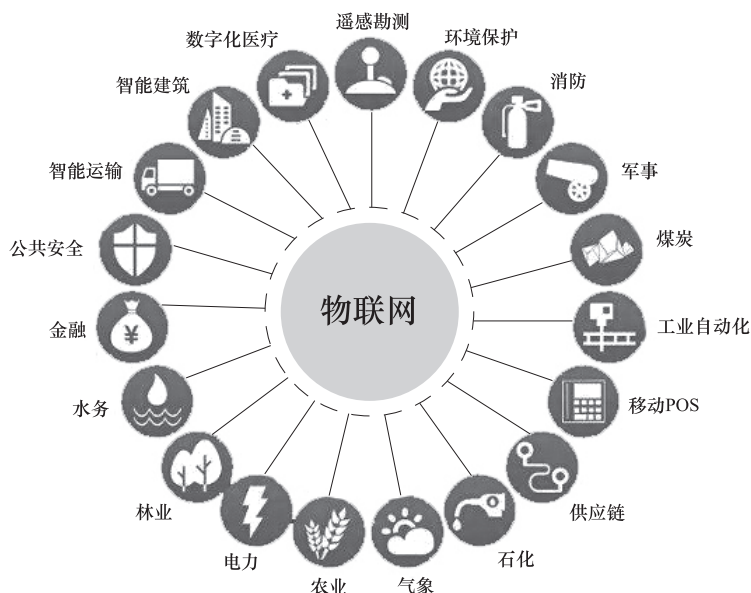 遥感勘测
环境保护
消防
军事
煤炭
工业自动化
移动POS
供应链
石化
气象
农业
电力
林业
水务
金融
公共安全
智能运输
智能建筑
数字化医疗
物联网
¥